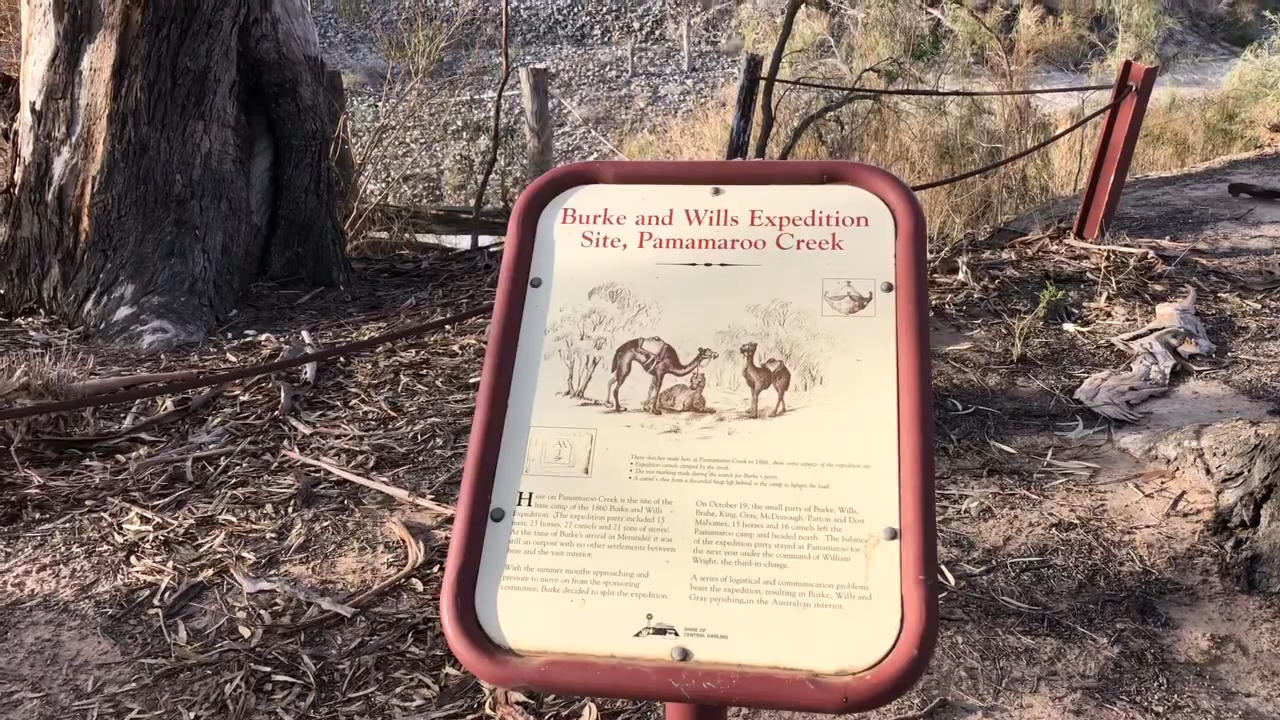 Burke and Wills Expedition
Site, Pamamaroo Creek
These sketches made here at Pamamaroo Creek in 1866, show some aspects of the expedition site
• Expedition camels camped by the creek.
• The tree marking made during the search for Burke's party
• A camel's shoe from a discarded heap left behind at the camp to lighten the load.
Here on Pamamaroo Creek is the site of the
base camp of the 1860 Burke and Wills
Expedition. The expedition party included 15
men, 23 horses, 27 camels and 21 tons of stores!
At the time of Burke's arrival in Menindee it was
still an outpost with no other settlements between
here and the vast interior.
With the summer months approaching and
pressure to move on from the sponsoring
committee, Burke decided to split the expedition.
On October 19, the small party of Burke, Wills,
Brahe, King, Gray, McDonough, Patton and Dost
Mahomet, 15 horses and 16 camels left the
Pamamaroo camp and headed north. The balance
of the expedition party stayed at Pamamaroo for
the next year under the command of William
Wright, the third-in-charge.
A series of logistical and communication problems
beset the expedition, resulting in Burke, Wills and
Gray perishing in the Australian interior.
SHIRE OF
CENTRAL DARLING